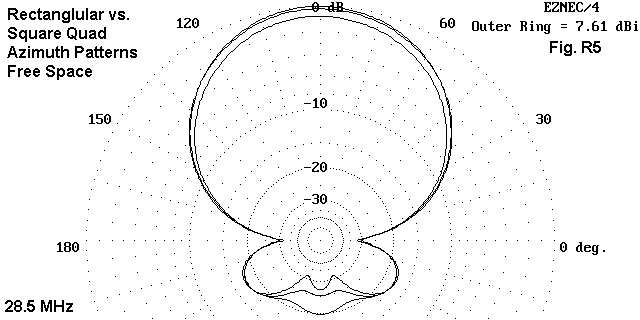 Rectanglular vs.
Square Quad
Azimuth Patterns
Free Space
EZNEC/4
Outer Ring = 7.61 dBi
Fig. R5
0 dB
120
60
-10
150
30
-20
-30
180
0 deg.
28.5 MHz